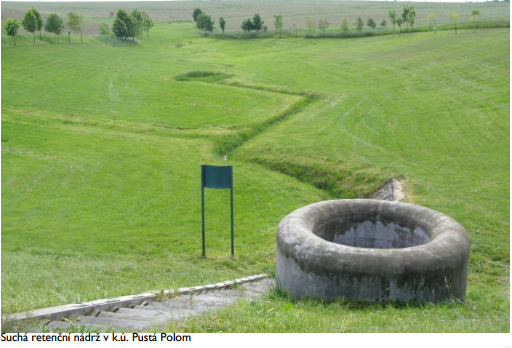 Suchá retenční nádrž v k.ú. Pustá Polom